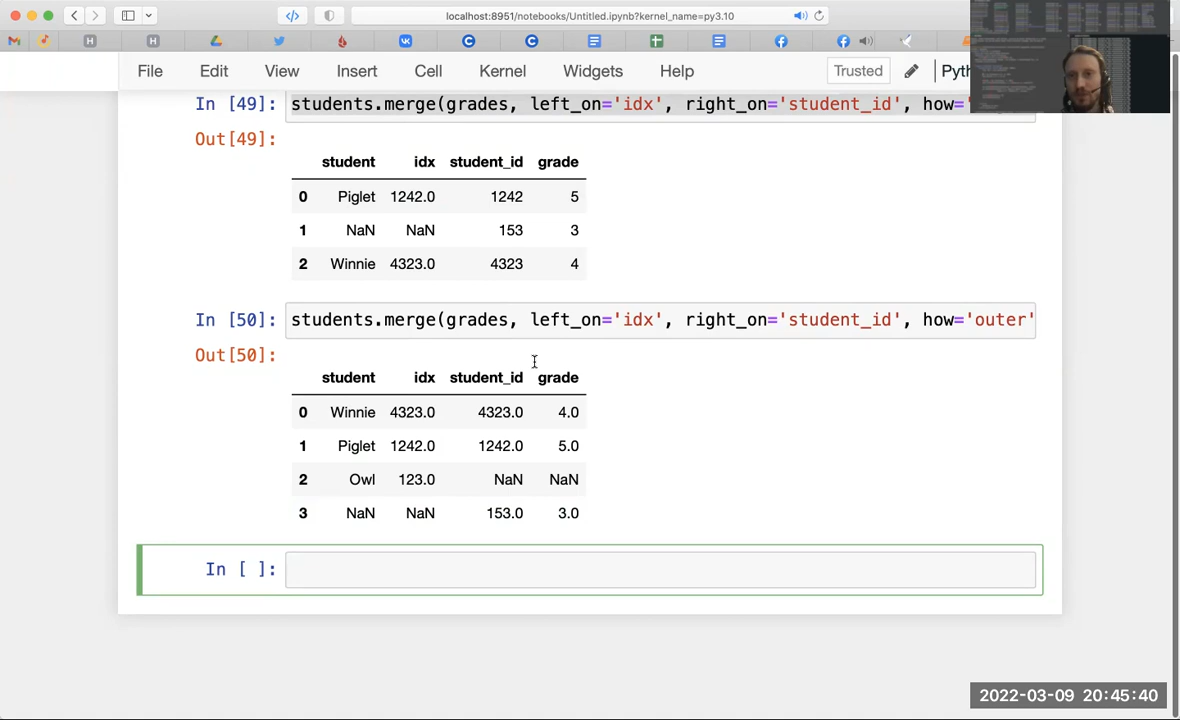 localhost:8951/notebooks/Untitled.ipynb?kernel_name=py3.10
File Edit View Insert Cell Kernel Widgets Help Trusted Pyth
In [49]: students.merge(grades, left_on='idx', right_on='student_id', how='
Out[49]:
student idx student_id grade
0 Piglet 1242.0 1242 5
1 NaN NaN 153 3
2 Winnie 4323.0 4323 4
In [50]: students.merge(grades, left_on='idx', right_on='student_id', how='outer'
Out[50]:
student idx student_id grade
0 Winnie 4323.0 4323.0 4.0
1 Piglet 1242.0 1242.0 5.0
2 Owl 123.0 NaN NaN
3 NaN NaN 153.0 3.0
In [ ]:
2022-03-09 20:45:40